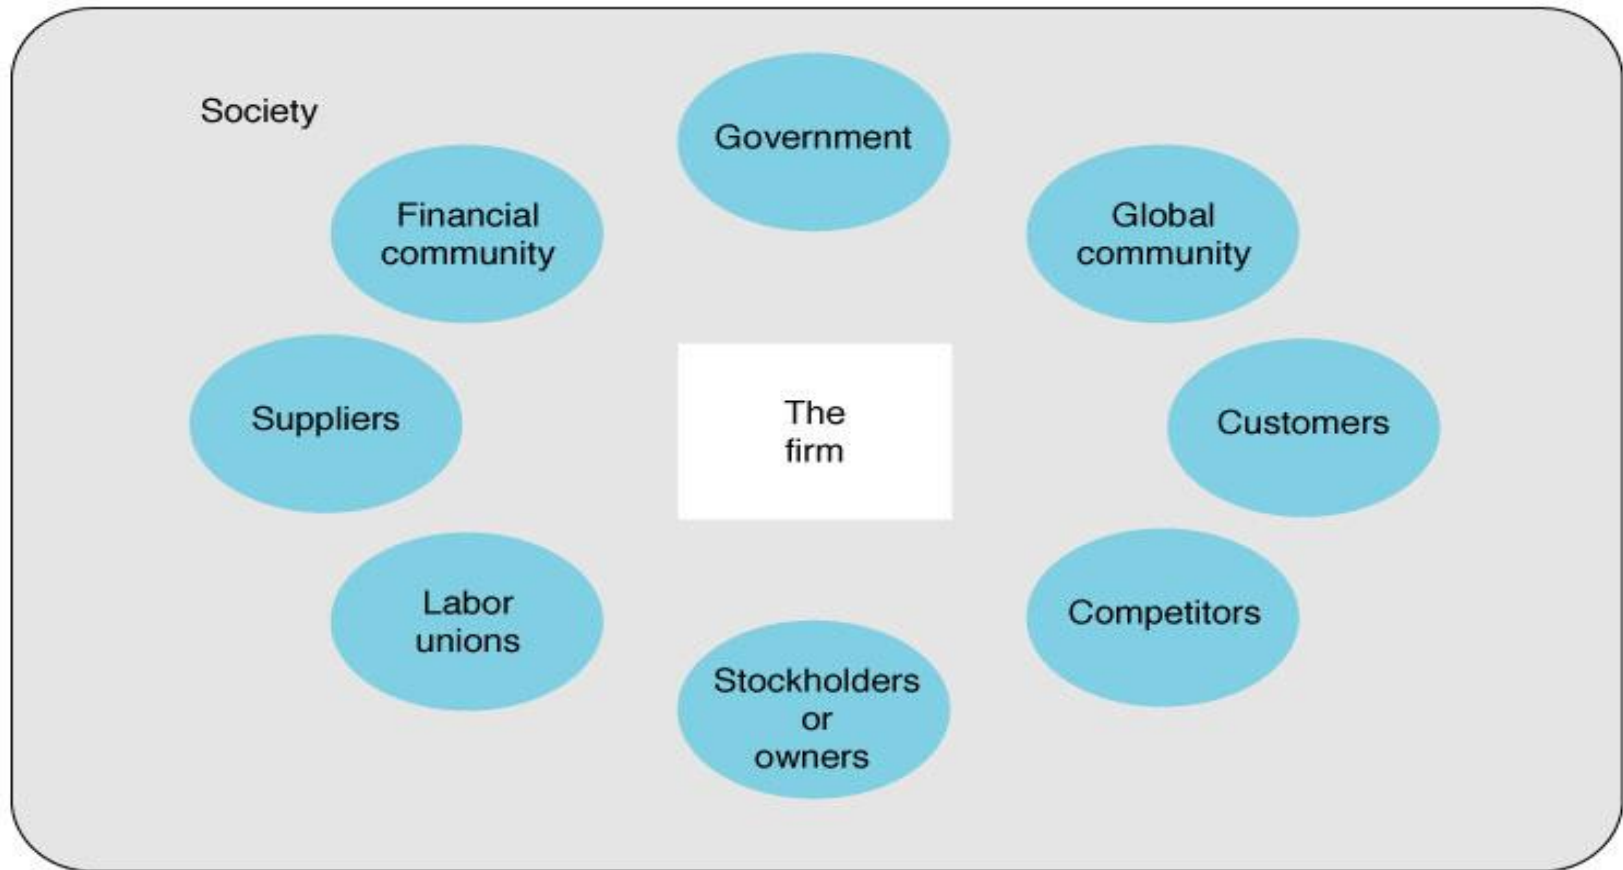 Society
Government
Financial
community
Global
community
Suppliers
The
firm
Customers
Labor
unions
Competitors
Stockholders
or
owners